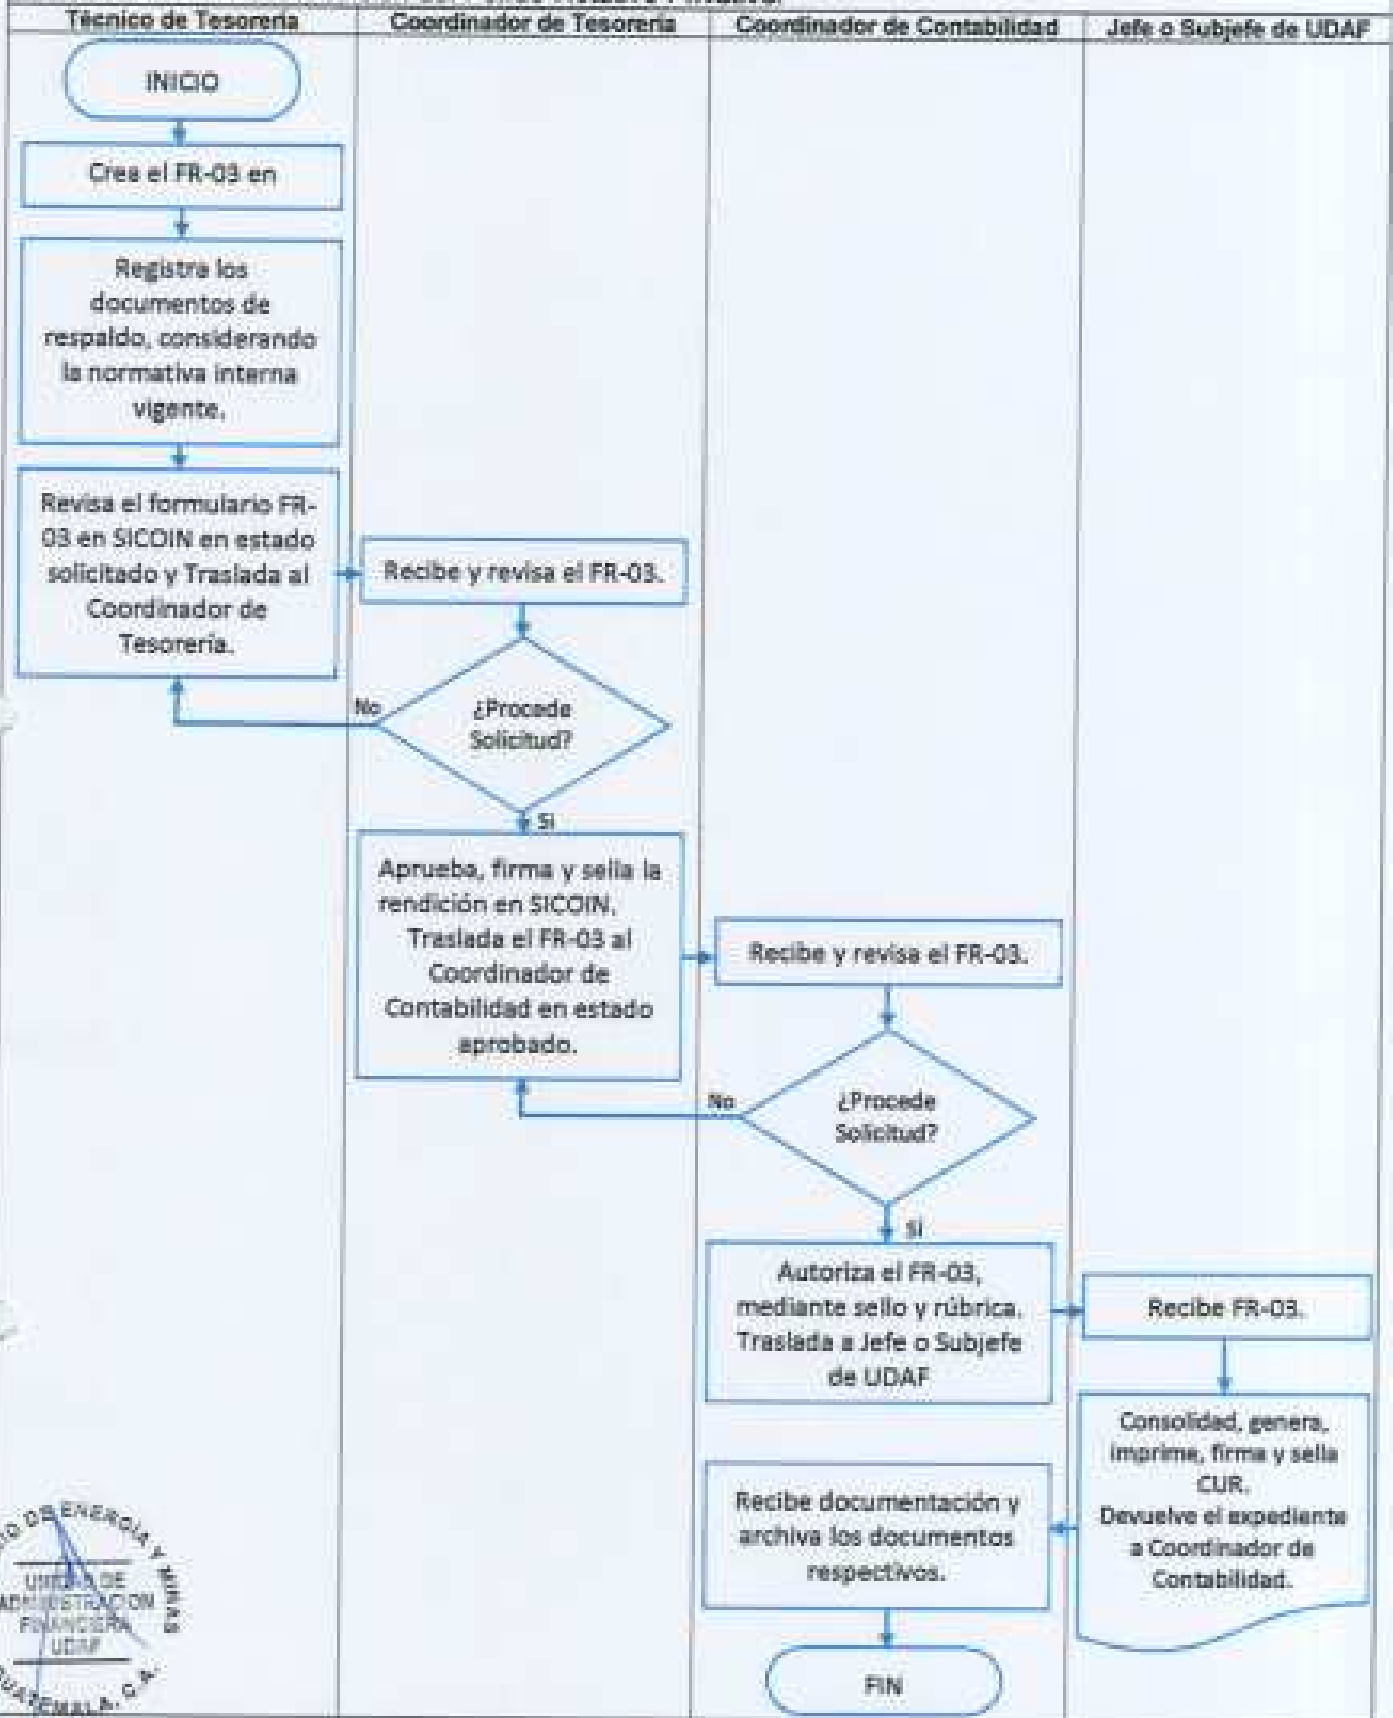 Técnico de Tesorería
Coordinador de Tesorería
Coordinador de Contabilidad
Jefe o Subjefe de UDAF
INICIO
Crea el FR-03 en
Registra los
documentos de
respaldo, considerando
la normativa interna
vigente.
Revisa el formulario FR-
03 en SICOIN en estado
solicitado y Traslada al
Coordinador de
Tesorería.
Recibe y revisa el FR-03.
¿Procede
Solicitud?
No
Si
Aprueba, firma y sella la
rendición en SICOIN.
Traslada el FR-03 al
Coordinador de
Contabilidad en estado
aprobado.
Recibe y revisa el FR-03.
¿Procede
Solicitud?
No
Si
Autoriza el FR-03,
mediante sello y rúbrica.
Traslada a Jefe o Subjefe
de UDAF
Recibe FR-03.
Consolidad, genera,
imprime, firma y sella
CUR.
Devuelve el expediente
a Coordinador de
Contabilidad.
Recibe documentación y
archiva los documentos
respectivos.
FIN
DE ENERGÍA Y MINAS
DE
ADMINISTRACION
FINANCIERA
UDAF
GUATEMALA, C.A.